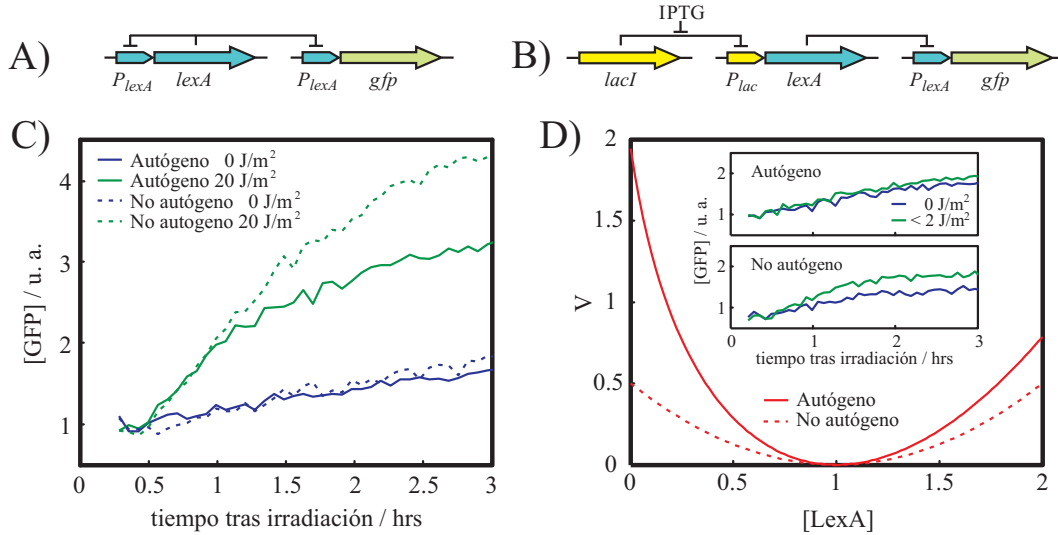 A)
P_lexA lexA P_lexA gfp
B)
IPTG
lacI P_lac lexA P_lexA gfp
C)
Autógeno 0 J/m²
Autógeno 20 J/m²
No autógeno 0 J/m²
No autogeno 20 J/m²
[GFP] / u. a.
4
3
2
1
0 0.5 1 1.5 2 2.5 3
tiempo tras irradiación / hrs
D)
V
2
1.5
1
0.5
0
0 0.5 1 1.5 2
[LexA]
Autógeno
No autógeno
[GFP] / u. a.
Autógeno
2
1
0 J/m²
< 2 J/m²
No autógeno
2
1
0 1 2 3
tiempo tras irradiación / hrs